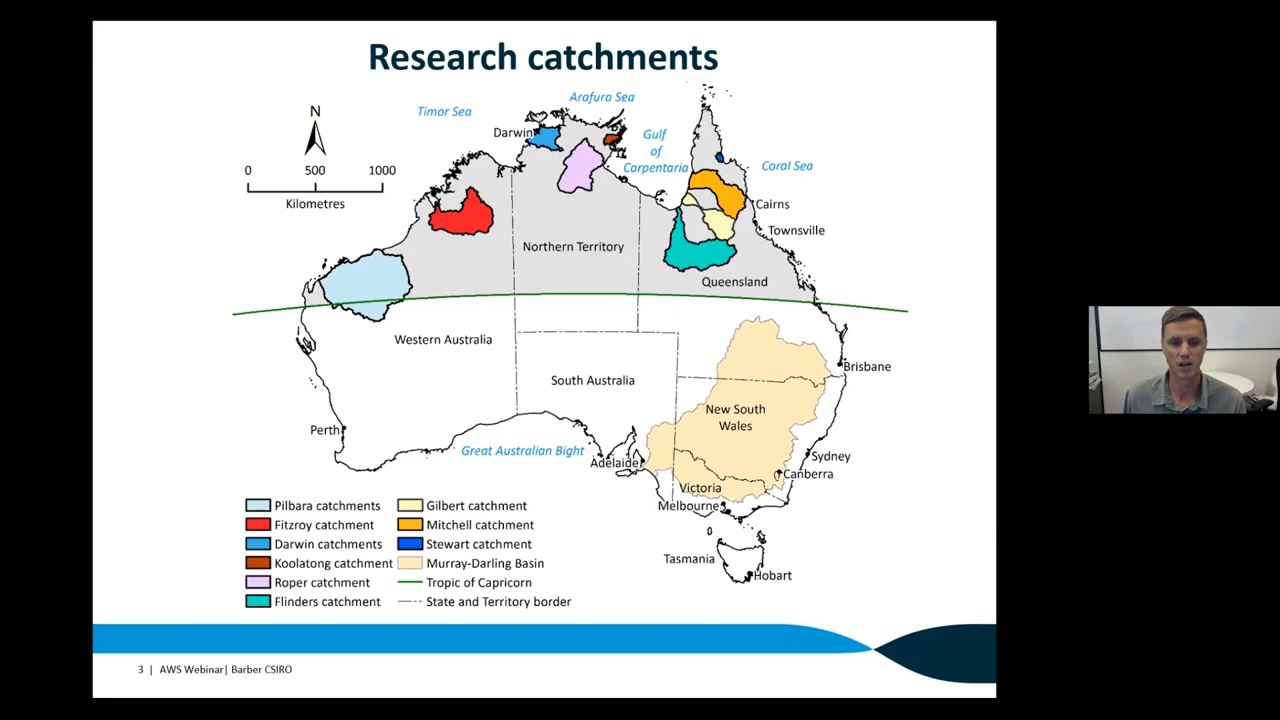 Research catchments
Arafura Sea
Timor Sea
N
Darwin
Gulf
of
Carpentaria
Coral Sea
0 500 1000
Kilometres
Cairns
Townsville
Northern Territory
Queensland
Western Australia
South Australia
Brisbane
New South
Wales
Perth
Great Australian Bight
Adelaide
Sydney
Canberra
Victoria
Melbourne
Tasmania
Hobart
Pilbara catchments
Fitzroy catchment
Darwin catchments
Koolatong catchment
Roper catchment
Flinders catchment
Gilbert catchment
Mitchell catchment
Stewart catchment
Murray-Darling Basin
Tropic of Capricorn
State and Territory border
3 | AWS Webinar| Barber CSIRO